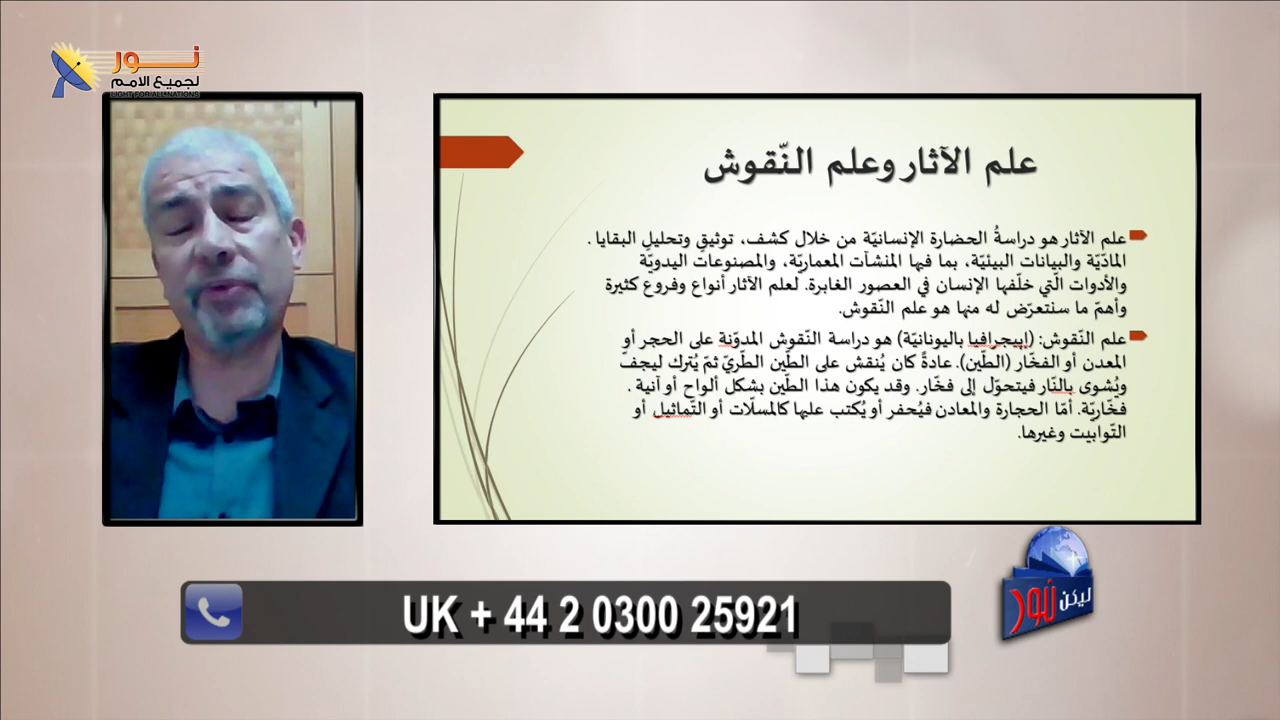 نـور
لجميع الامم
LIGHT FOR ALL NATIONS
علم الآثار وعلم النّقوش
علم الآثار هو دراسةُ الحضارة الإنسانيّة من خلال كشف، توثيقِ وتحليلِ البقايا .
المادّيّة والبيانات البيئيّة، بما فيها المنشآت المعماريّة، والمصنوعات اليدويّة
والأدوات الّتي خلّفها الإنسان في العصور الغابرة. لعلم الآثار أنواع وفروع كثيرة
وأهمّ ما سنتعرّض له منها هو علم النّقوش.
علم النّقوش: (إبيجرافيا باليونانيّة) هو دراسة النّقوش المدوّنة على الحجر أو
المعدن أو الفخّار (الطّين). عادةً كان يُنقش على الطّين الطّريّ ثمّ يُترك ليجفّ
ويُشوى بالنّار فيتحوّل إلى فخّار. وقد يكون هذا الطّين بشكل ألواح أو آنية .
فخّاريّة. أمّا الحجارة والمعادن فيُحفر أو يُكتب عليها كالمسلّات أو التّماثيل أو
التّوابيت وغيرها.
ليكن نور
UK + 44 2 0300 25921